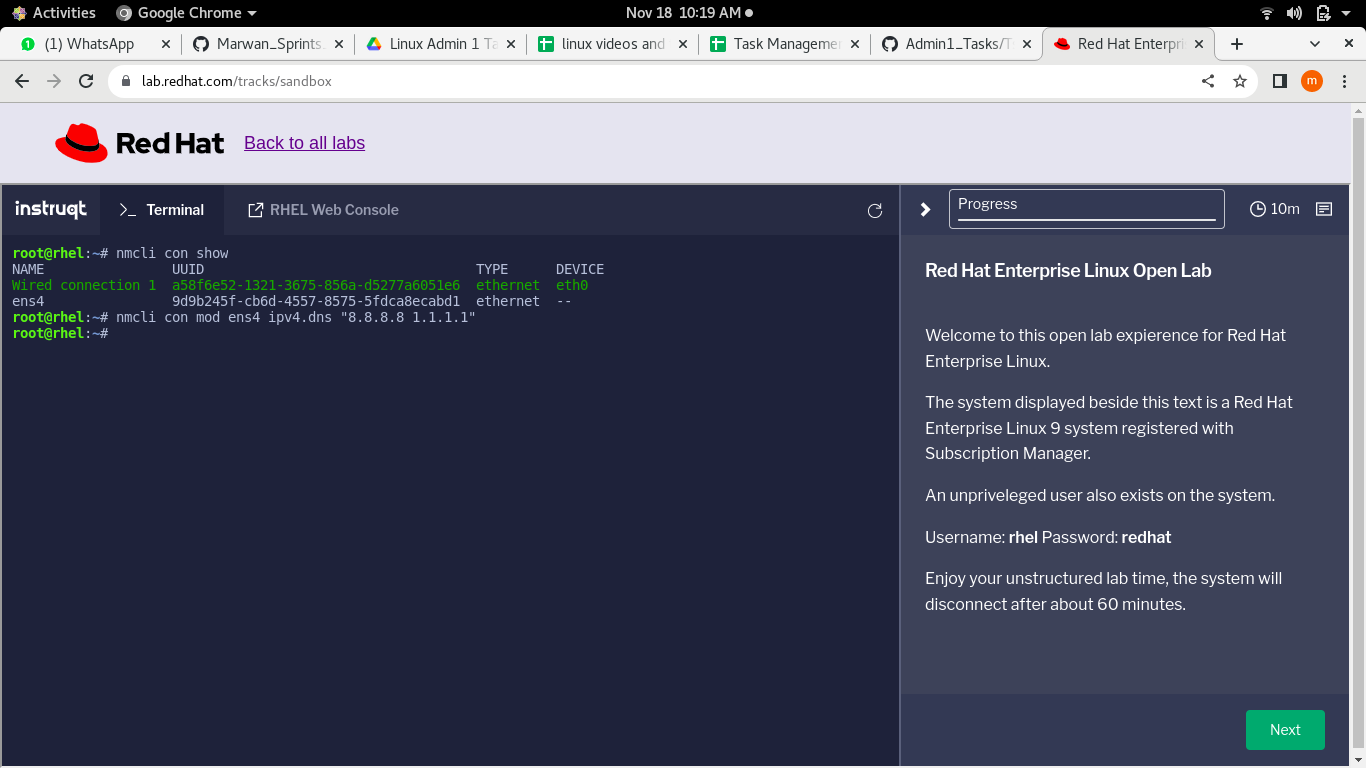 Activities Google Chrome Nov 18 10:19 AM
(1) WhatsApp Marwan_Sprints. Linux Admin 1 Ta linux videos and Task Manageme Admin1_Tasks/T Red Hat Enterpri
lab.redhat.com/tracks/sandbox m
Red Hat Back to all labs
instruqt >_ Terminal RHEL Web Console Progress 10m
root@rhel:~# nmcli con show
NAME UUID TYPE DEVICE
Wired connection 1 a58f6e52-1321-3675-856a-d5277a6051e6 ethernet eth0
ens4 9d9b245f-cb6d-4557-8575-5fdca8ecabd1 ethernet --
root@rhel:~# nmcli con mod ens4 ipv4.dns "8.8.8.8 1.1.1.1"
root@rhel:~#
Red Hat Enterprise Linux Open Lab
Welcome to this open lab expierence for Red Hat
Enterprise Linux.
The system displayed beside this text is a Red Hat
Enterprise Linux 9 system registered with
Subscription Manager.
An unpriveleged user also exists on the system.
Username: rhel Password: redhat
Enjoy your unstructured lab time, the system will
disconnect after about 60 minutes.
Next